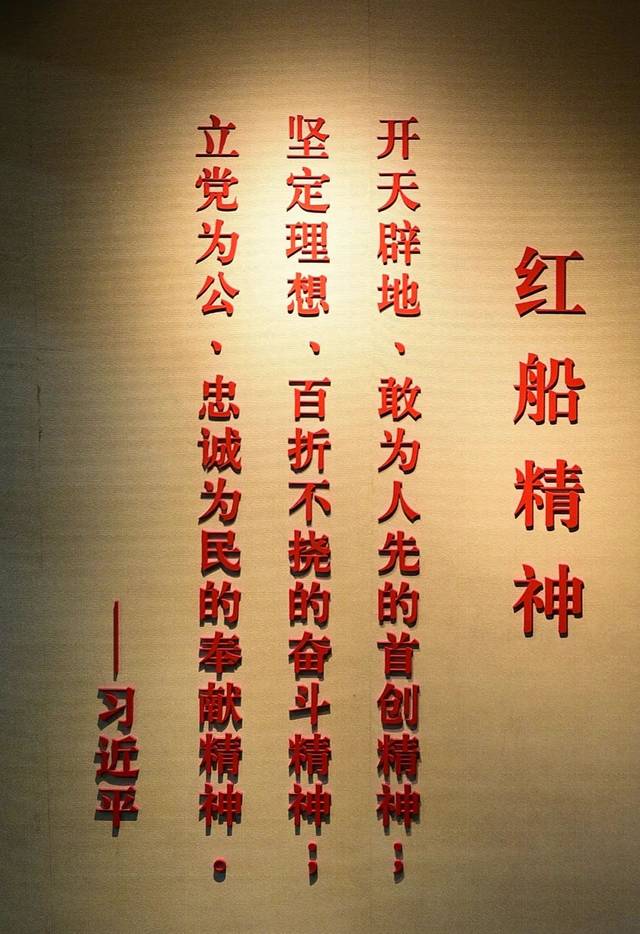 红船精神
开天辟地、敢为人先的首创精神；
坚定理想、百折不挠的奋斗精神；
立党为公、忠诚为民的奉献精神。
——习近平